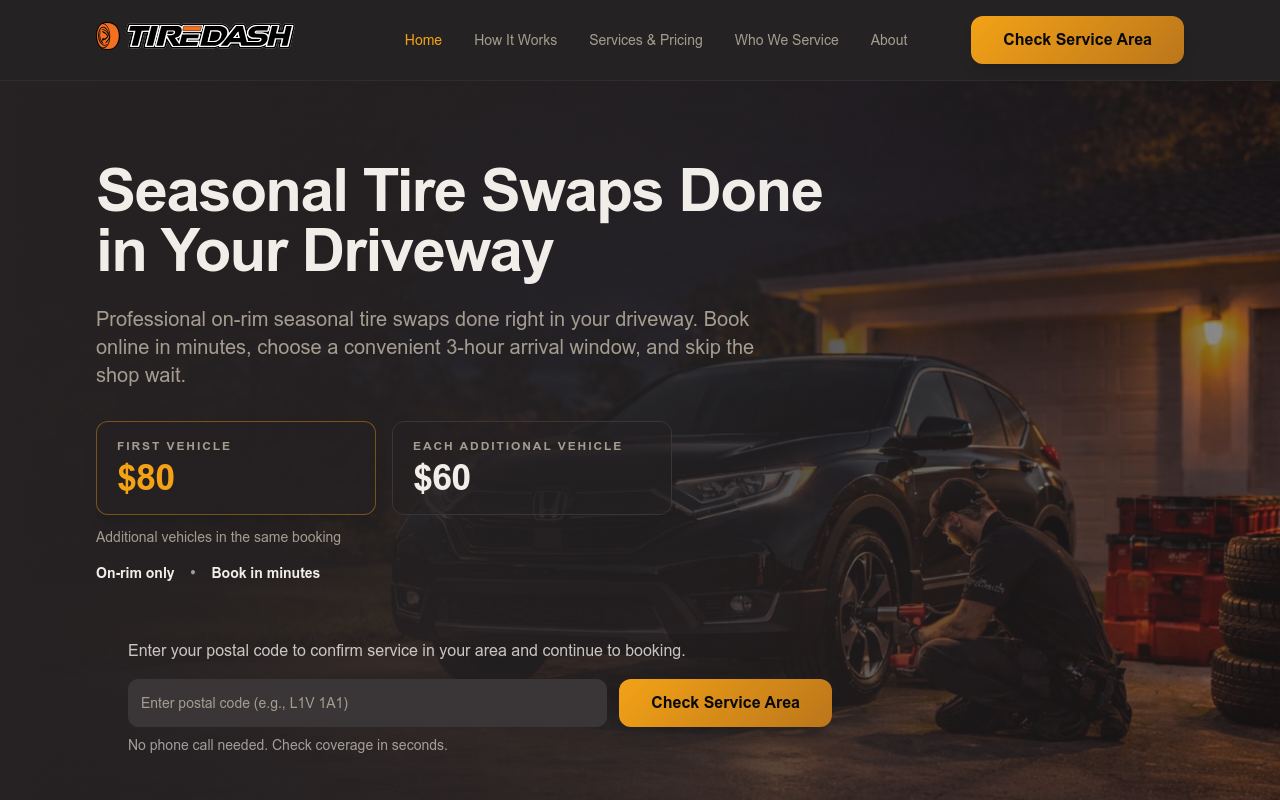 TIREDASH
Home
How It Works
Services & Pricing
Who We Service
About
Check Service Area
Seasonal Tire Swaps Done
in Your Driveway
Professional on-rim seasonal tire swaps done right in your driveway. Book
online in minutes, choose a convenient 3-hour arrival window, and skip the
shop wait.
FIRST VEHICLE
$80
EACH ADDITIONAL VEHICLE
$60
Additional vehicles in the same booking
On-rim only • Book in minutes
Enter your postal code to confirm service in your area and continue to booking.
Enter postal code (e.g., L1V 1A1)
Check Service Area
No phone call needed. Check coverage in seconds.